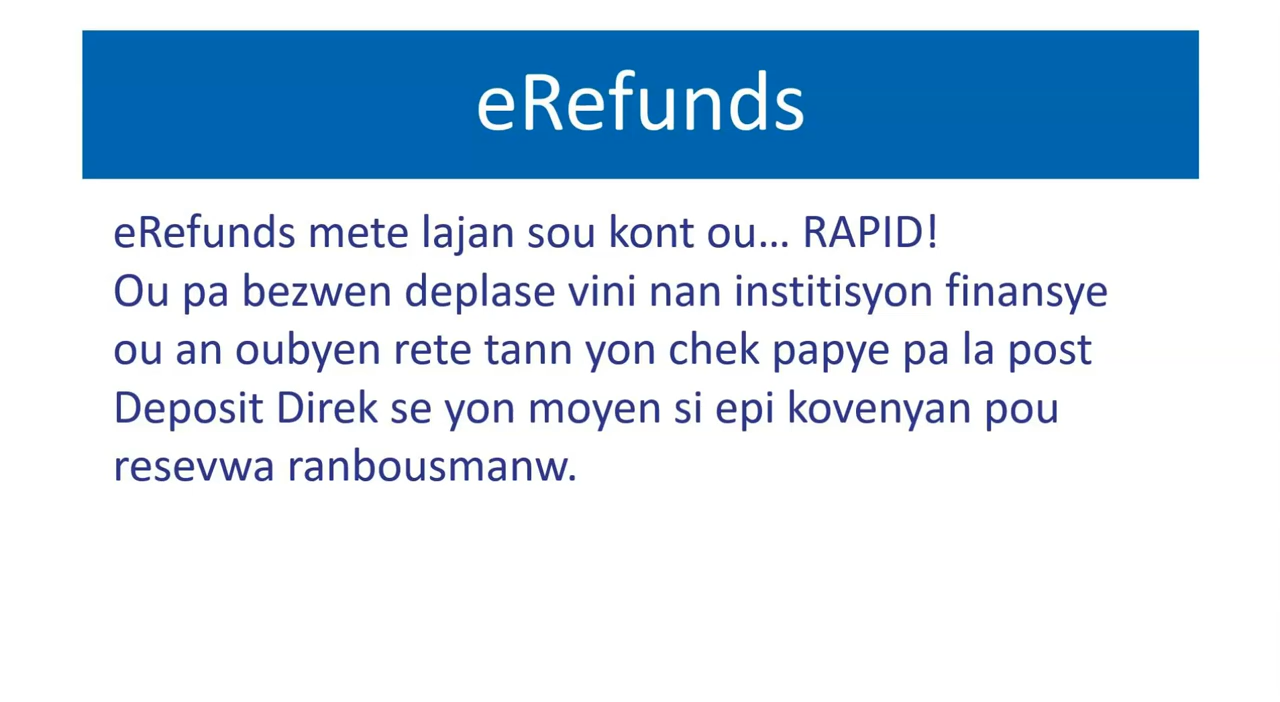 eRefunds
eRefunds mete lajan sou kont ou... RAPID!
Ou pa bezwen deplase vini nan institisyon finansye
ou an oubyen rete tann yon chek papye pa la post
Deposit Direk se yon moyen si epi kovenyan pou
resevwa ranbousmanw.